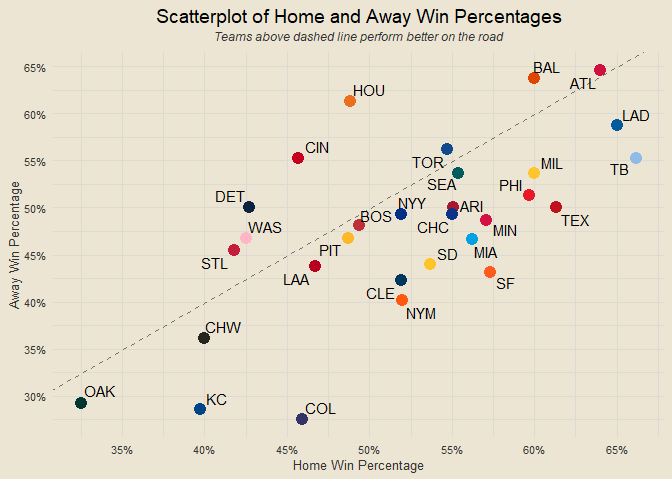 Scatterplot of Home and Away Win Percentages
Teams above dashed line perform better on the road
65%
60%
55%
50%
45%
40%
35%
30%
Away Win Percentage
BAL
ATL
HOU
LAD
CIN
TOR
MIL
TB
SEA
PHI
DET
NYY
ARI
BOS
CHC
TEX
WAS
MIN
PIT
SD
MIA
STL
LAA
CLE
SF
NYM
CHW
OAK
KC
COL
35%
40%
45%
50%
55%
60%
65%
Home Win Percentage